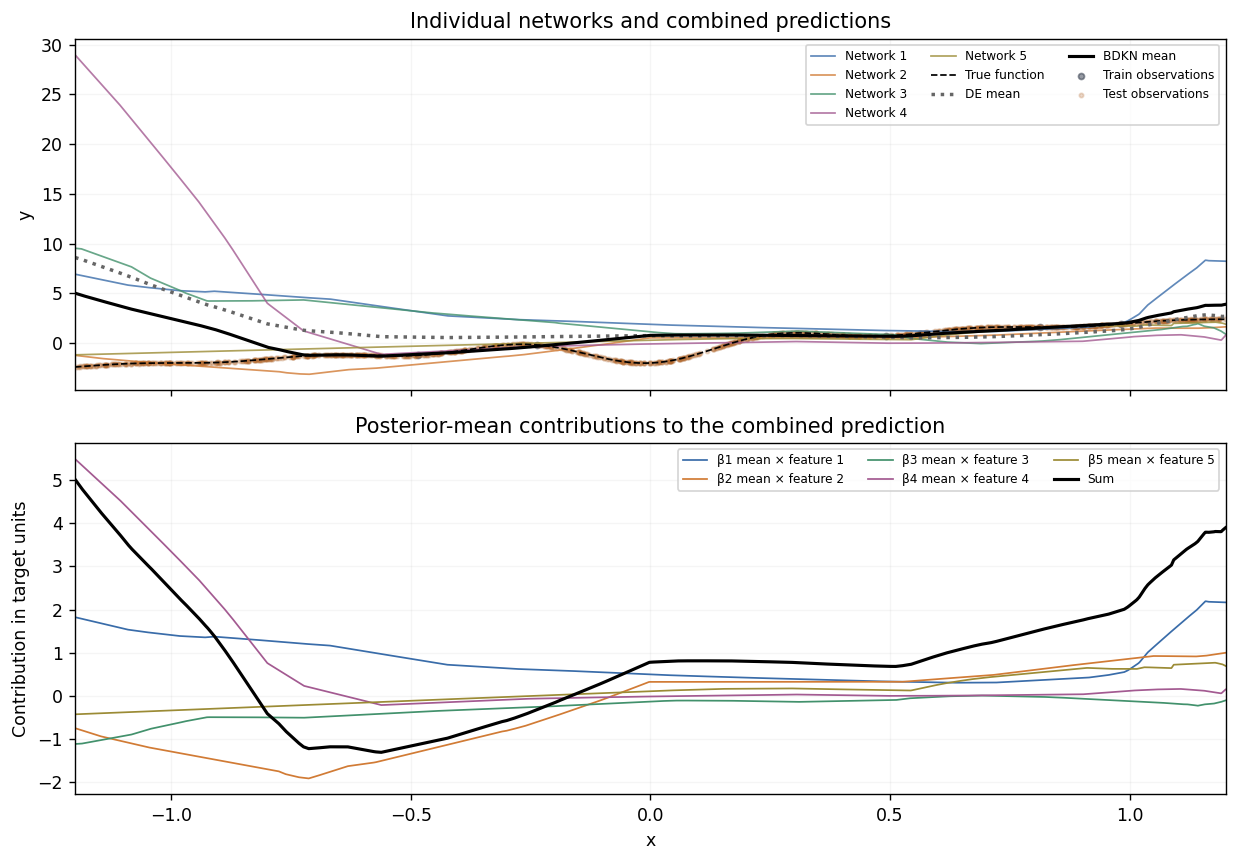 Individual networks and combined predictions
30
25
20
15
10
5
0
y
Network 1
Network 2
Network 3
Network 4
Network 5
True function
DE mean
BDKN mean
Train observations
Test observations
Posterior-mean contributions to the combined prediction
5
4
3
2
1
0
−1
−2
Contribution in target units
β1 mean × feature 1
β2 mean × feature 2
β3 mean × feature 3
β4 mean × feature 4
β5 mean × feature 5
Sum
−1.0
−0.5
0.0
0.5
1.0
x